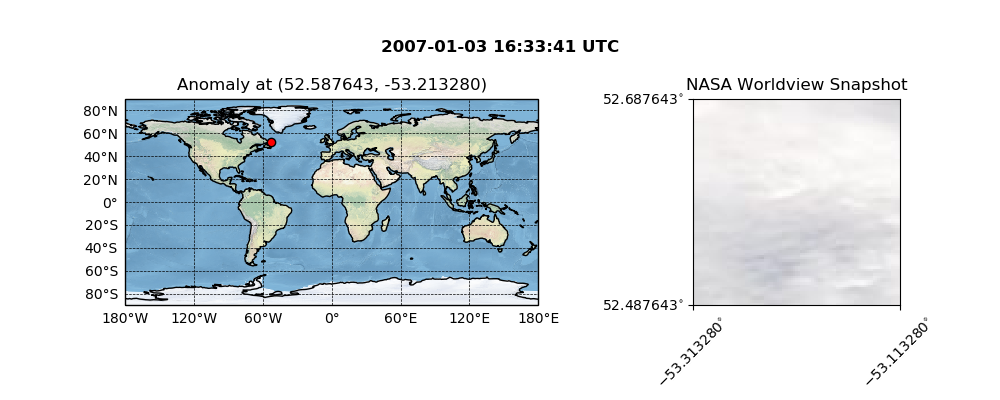 2007-01-03 16:33:41 UTC
Anomaly at (52.587643, -53.213280)
NASA Worldview Snapshot
80°N
60°N
40°N
20°N
0°
20°S
40°S
60°S
80°S
180°W 120°W 60°W 0° 60°E 120°E 180°E
52.687643°
52.487643°
−53.313280°
−53.113280°